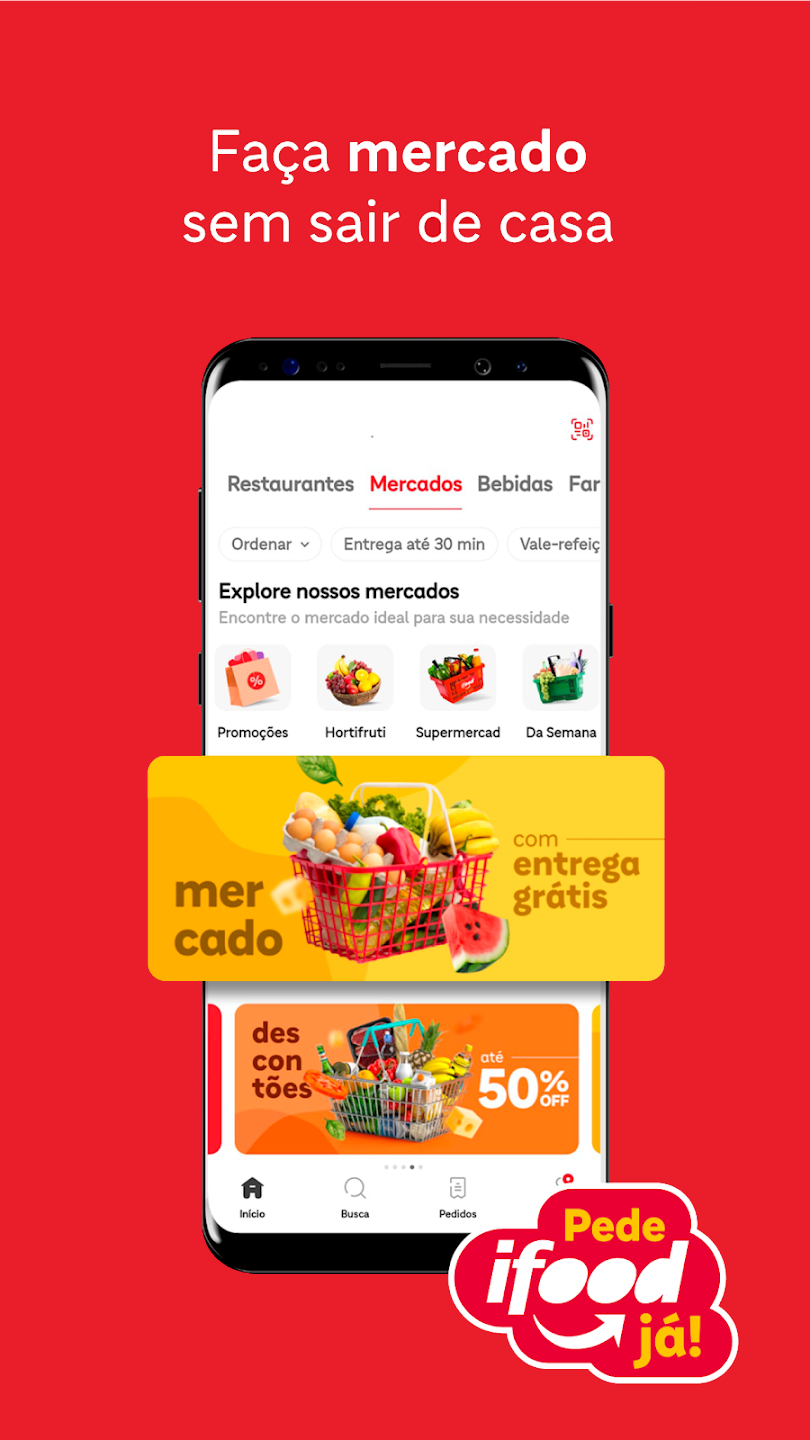 Faça mercado
sem sair de casa
Restaurantes Mercados Bebidas Far
Ordenar Entrega até 30 min Vale-refeiç
Explore nossos mercados
Encontre o mercado ideal para sua necessidade
%
ifood
Promoções Hortifruti Supermercad Da Semana
mer
cado
com
entrega
grátis
des
con
tões
até
50%
OFF
Início Busca Pedidos
Pede
ifood
já!